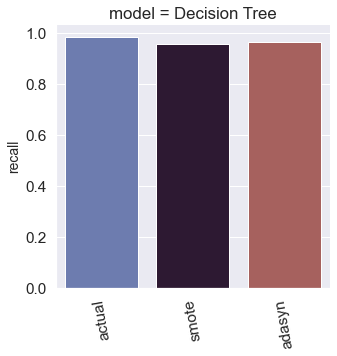 model = Decision Tree
1.0
0.8
0.6
0.4
0.2
0.0
recall
actual
smote
adasyn